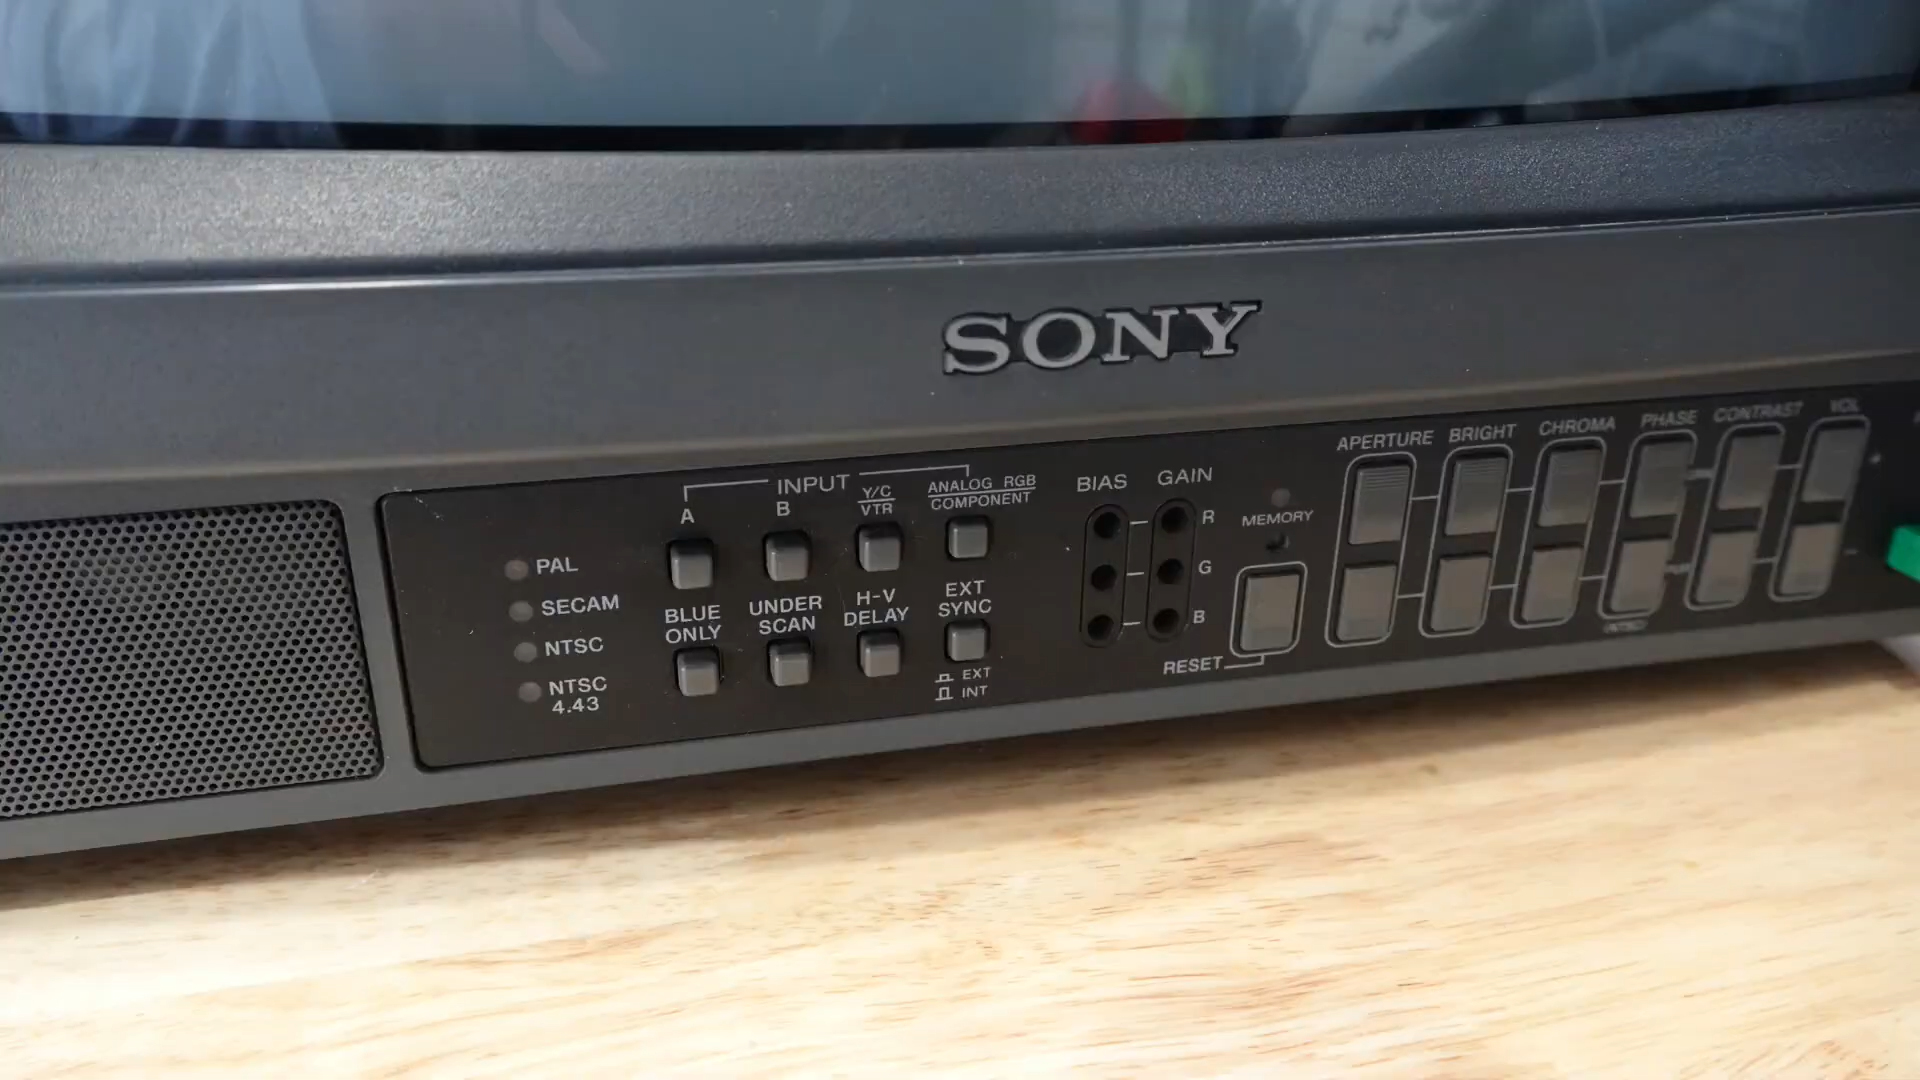 SONY
INPUT
A
B
Y/C
VTR
ANALOG RGB
COMPONENT
PAL
SECAM
NTSC
NTSC
4.43
BLUE
ONLY
UNDER
SCAN
H-V
DELAY
EXT
SYNC
EXT
INT
BIAS
GAIN
R
G
B
MEMORY
RESET
APERTURE
BRIGHT
CHROMA
PHASE
CONTRAST
VOL
+
−
(NTSC)